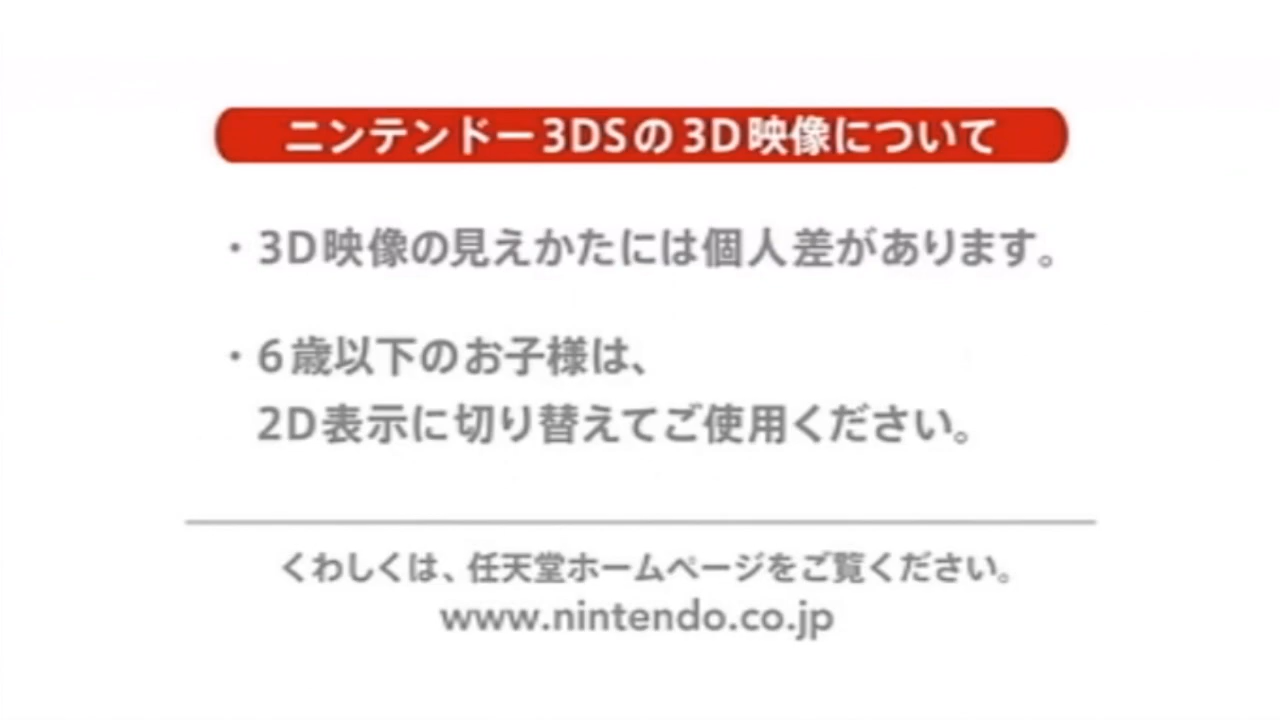 ニンテンドー3DSの3D映像について
・3D映像の見えかたには個人差があります。
・6歳以下のお子様は、
2D表示に切り替えてご使用ください。
くわしくは、任天堂ホームページをご覧ください。
www.nintendo.co.jp